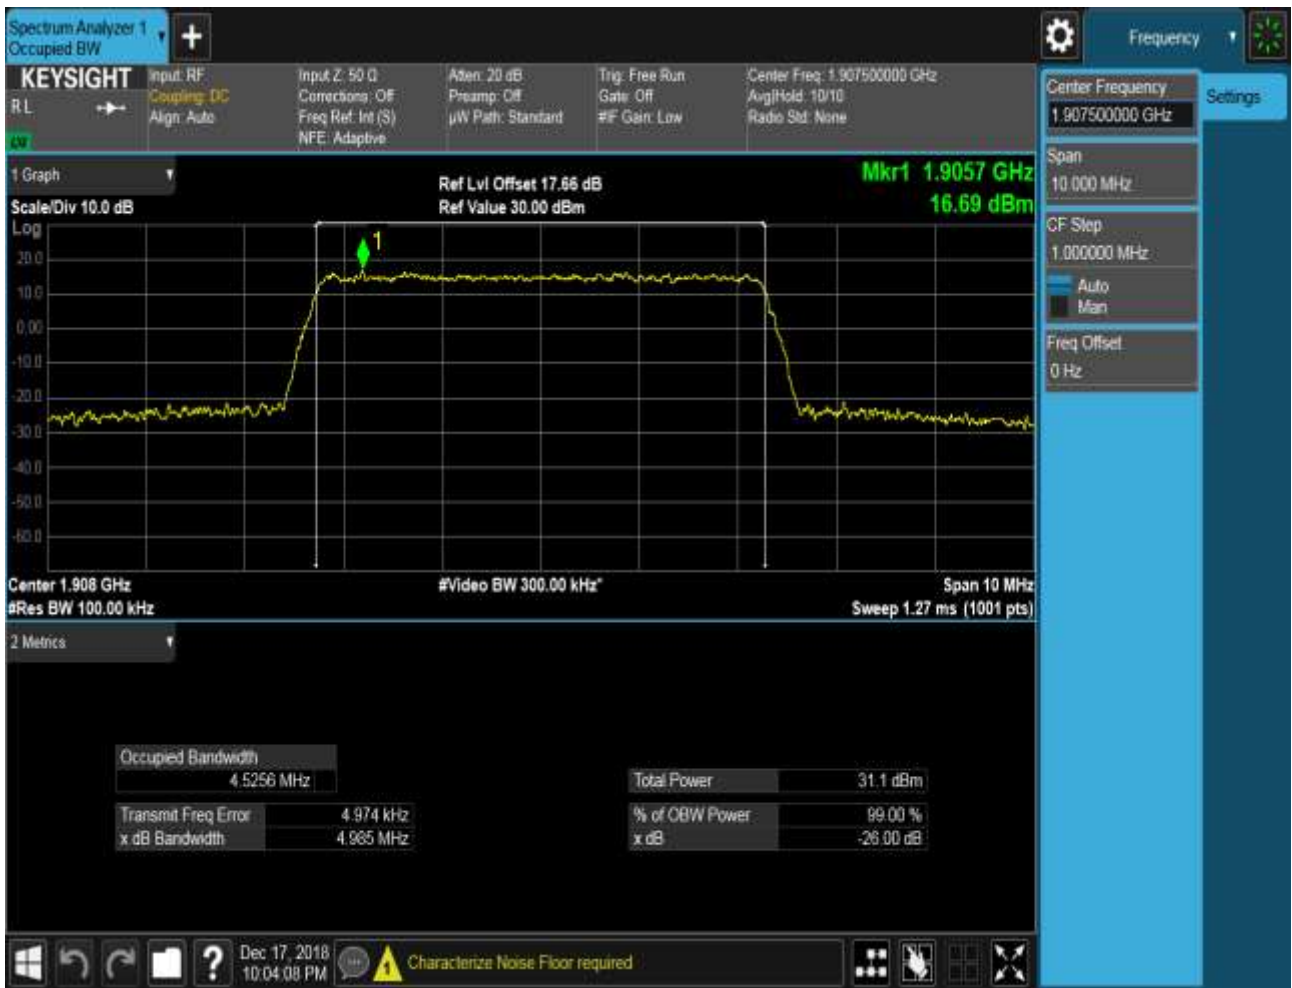 Spectrum Analyzer 1
Occupied BW
Frequency
KEYSIGHT
R L
Input: RF
Coupling: DC
Align: Auto
Input Z: 50 Ω
Corrections: Off
Freq Ref: Int (S)
NFE: Adaptive
Atten: 20 dB
Preamp: Off
µW Path: Standard
Trig: Free Run
Gate: Off
#IF Gain: Low
Center Freq: 1.907500000 GHz
Avg|Hold: 10/10
Radio Std: None
Center Frequency
1.907500000 GHz
Settings
Span
10.000 MHz
CF Step
1.000000 MHz
Auto
Man
Freq Offset
0 Hz
1 Graph
Scale/Div 10.0 dB
Ref Lvl Offset 17.66 dB
Ref Value 30.00 dBm
Mkr1 1.9057 GHz
16.69 dBm
Log
1
20.0
10.0
0.00
-10.0
-20.0
-30.0
-40.0
-50.0
-60.0
Center 1.908 GHz
#Video BW 300.00 kHz*
Span 10 MHz
#Res BW 100.00 kHz
Sweep 1.27 ms (1001 pts)
2 Metrics
Occupied Bandwidth
4.5256 MHz
Total Power 31.1 dBm
Transmit Freq Error 4.974 kHz
% of OBW Power 99.00 %
x dB Bandwidth 4.985 MHz
x dB -26.00 dB
?
Dec 17, 2018
10:04:08 PM
1
Characterize Noise Floor required